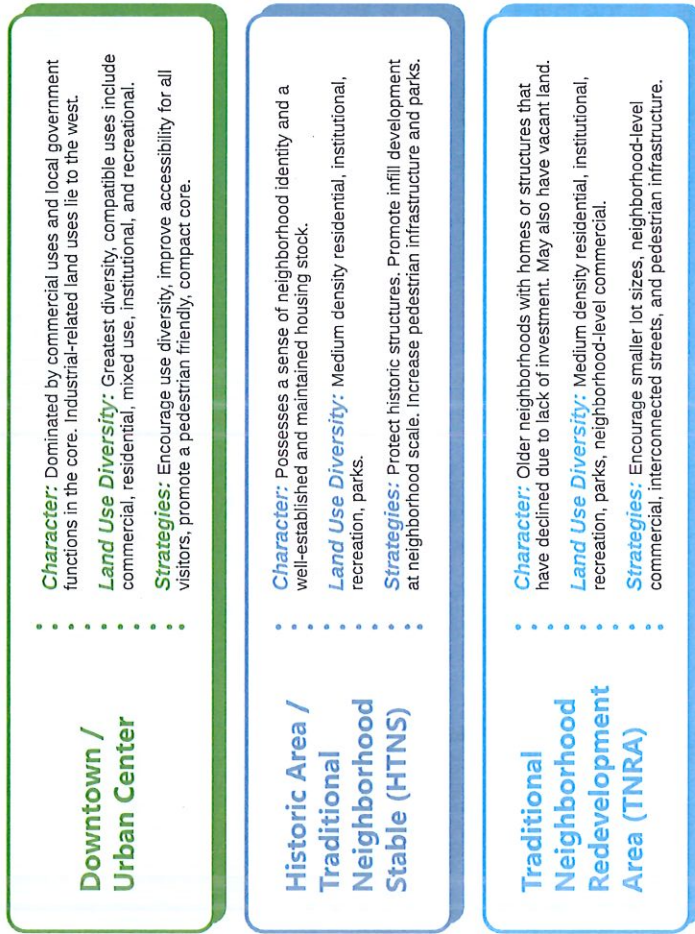 Downtown /
Urban Center
Character: Dominated by commercial uses and local government
functions in the core. Industrial-related land uses lie to the west.
Land Use Diversity: Greatest diversity, compatible uses include
commercial, residential, mixed use, institutional, and recreational.
Strategies: Encourage use diversity, improve accessibility for all
visitors, promote a pedestrian friendly, compact core.
Historic Area /
Traditional
Neighborhood
Stable (HTNS)
Character: Possesses a sense of neighborhood identity and a
well-established and maintained housing stock.
Land Use Diversity: Medium density residential, institutional,
recreation, parks.
Strategies: Protect historic structures. Promote infill development
at neighborhood scale. Increase pedestrian infrastructure and parks.
Traditional
Neighborhood
Redevelopment
Area (TNRA)
Character: Older neighborhoods with homes or structures that
have declined due to lack of investment. May also have vacant land.
Land Use Diversity: Medium density residential, institutional,
recreation, parks, neighborhood-level commercial.
Strategies: Encourage smaller lot sizes, neighborhood-level
commercial, interconnected streets, and pedestrian infrastructure.